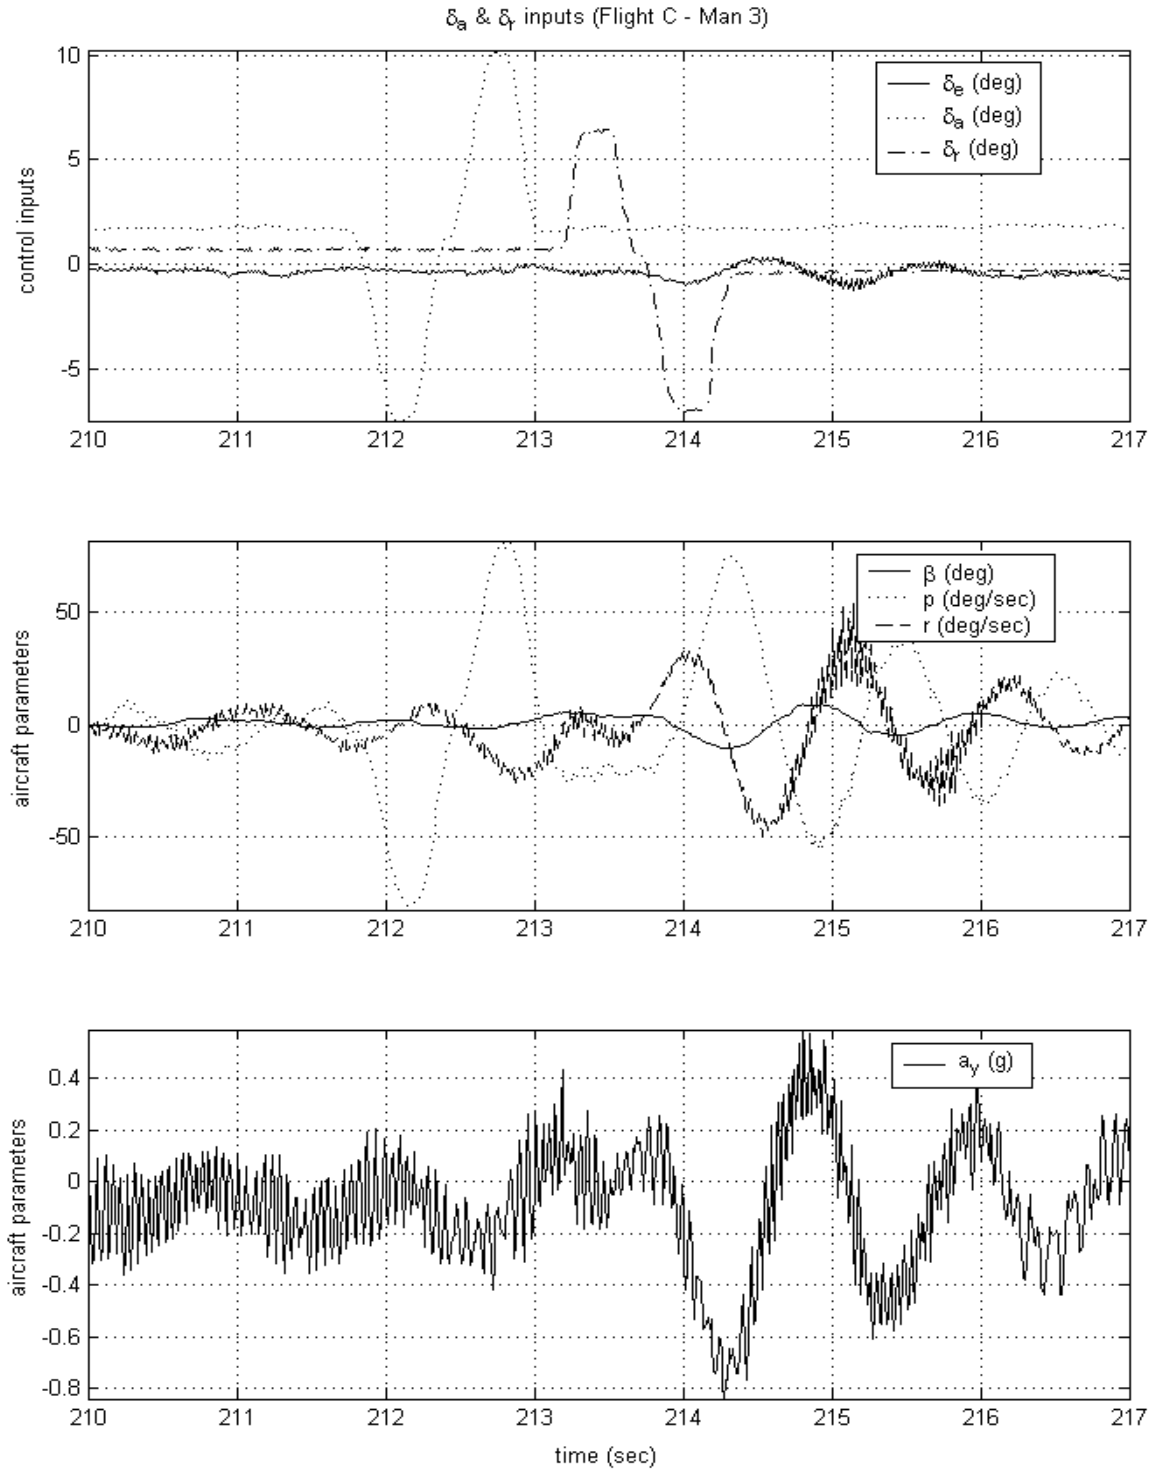 δa & δr inputs (Flight C - Man 3)
10
5
0
-5
control inputs
δe (deg)
δa (deg)
δr (deg)
210 211 212 213 214 215 216 217
50
0
-50
aircraft parameters
β (deg)
p (deg/sec)
r (deg/sec)
210 211 212 213 214 215 216 217
0.4
0.2
0
-0.2
-0.4
-0.6
-0.8
aircraft parameters
ay (g)
210 211 212 213 214 215 216 217
time (sec)